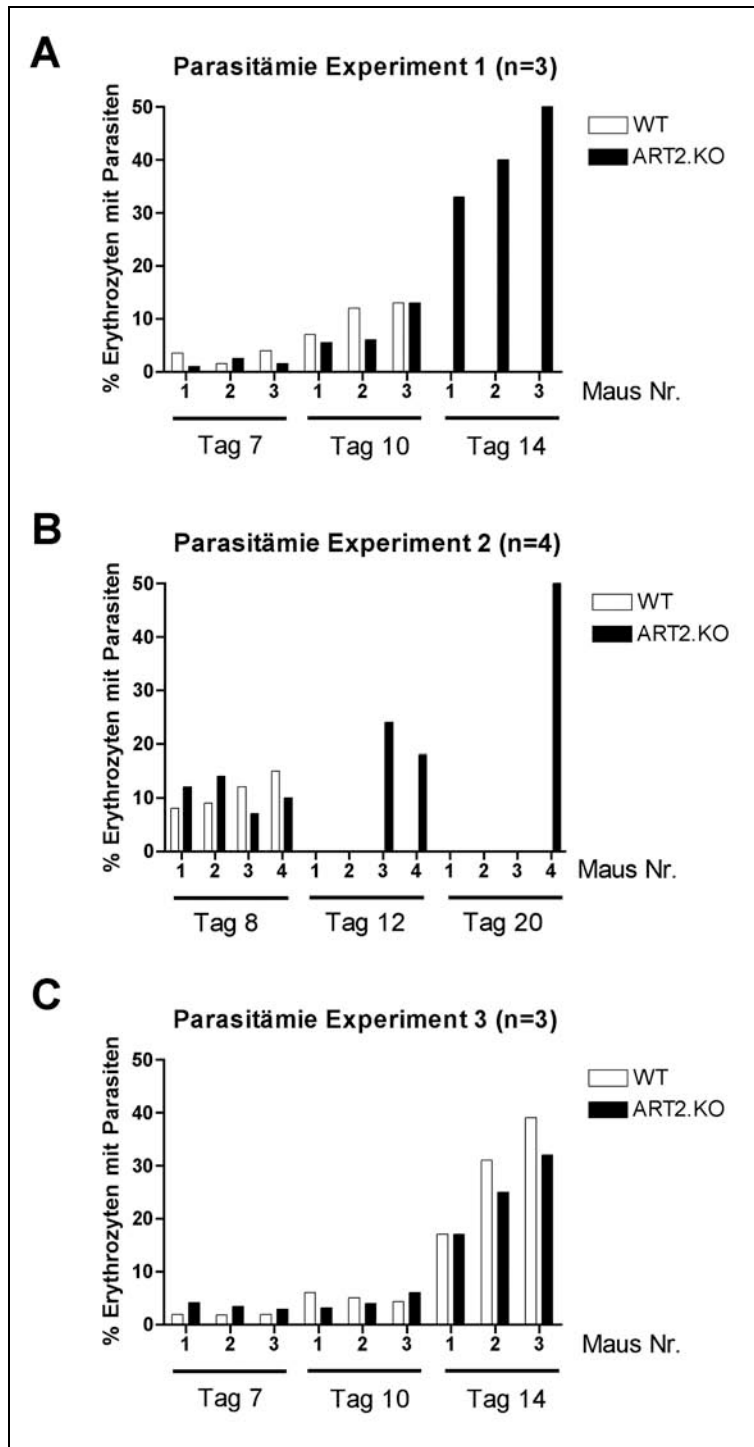 A
Parasitämie Experiment 1 (n=3)
% Erythrozyten mit Parasiten
50
40
30
20
10
0
WT
ART2.KO
1 2 3 1 2 3 1 2 3 Maus Nr.
Tag 7 Tag 10 Tag 14
B
Parasitämie Experiment 2 (n=4)
% Erythrozyten mit Parasiten
50
40
30
20
10
0
WT
ART2.KO
1 2 3 4 1 2 3 4 1 2 3 4 Maus Nr.
Tag 8 Tag 12 Tag 20
C
Parasitämie Experiment 3 (n=3)
% Erythrozyten mit Parasiten
50
40
30
20
10
0
WT
ART2.KO
1 2 3 1 2 3 1 2 3 Maus Nr.
Tag 7 Tag 10 Tag 14